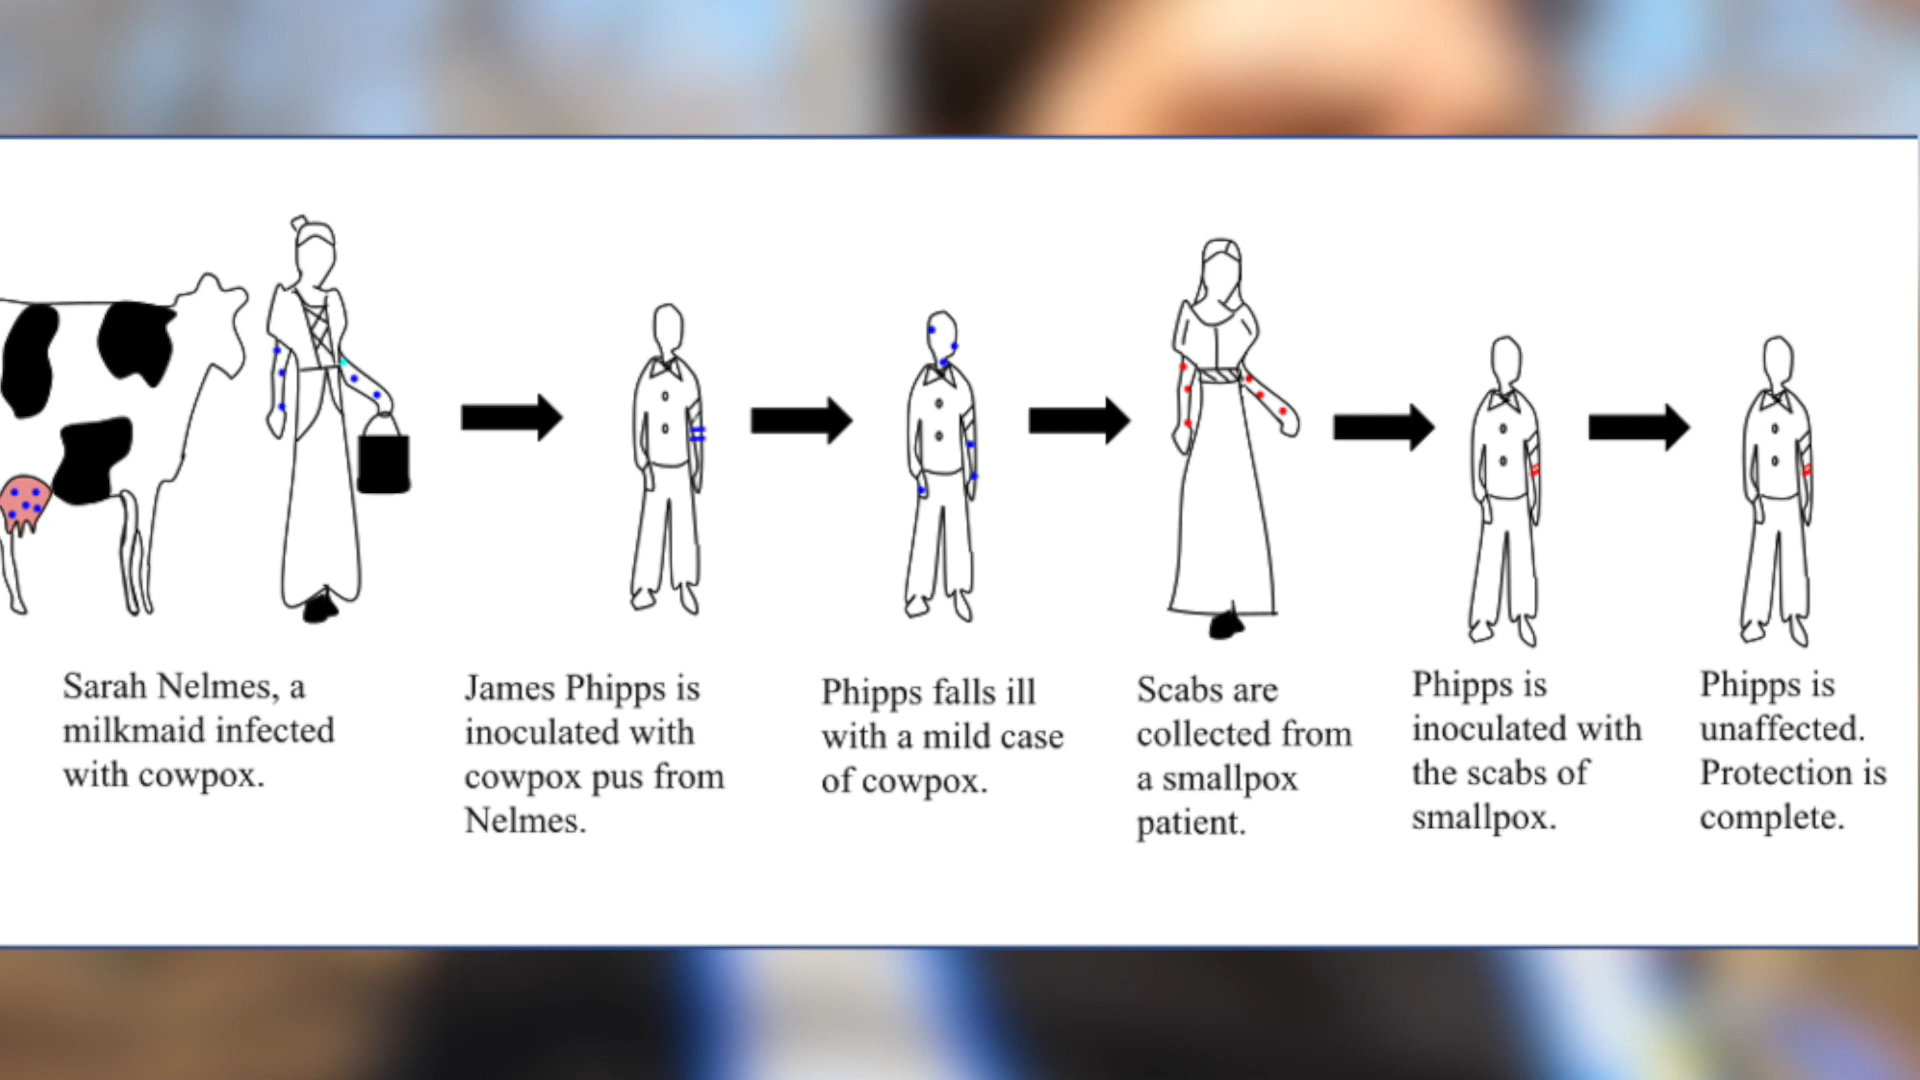 Sarah Nelmes, a
milkmaid infected
with cowpox.
James Phipps is
inoculated with
cowpox pus from
Nelmes.
Phipps falls ill
with a mild case
of cowpox.
Scabs are
collected from
a smallpox
patient.
Phipps is
inoculated with
the scabs of
smallpox.
Phipps is
unaffected.
Protection is
complete.